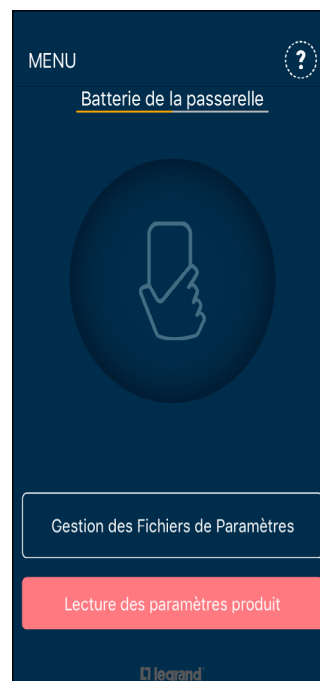 MENU
?
Batterie de la passerelle
Gestion des Fichiers de Paramètres
Lecture des paramètres produit
legrand